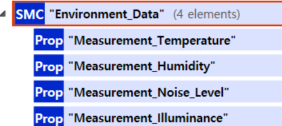 SMC "Environment_Data" (4 elements)
Prop "Measurement_Temperature"
Prop "Measurement_Humidity"
Prop "Measurement_Noise_Level"
Prop "Measurement_Illuminance"